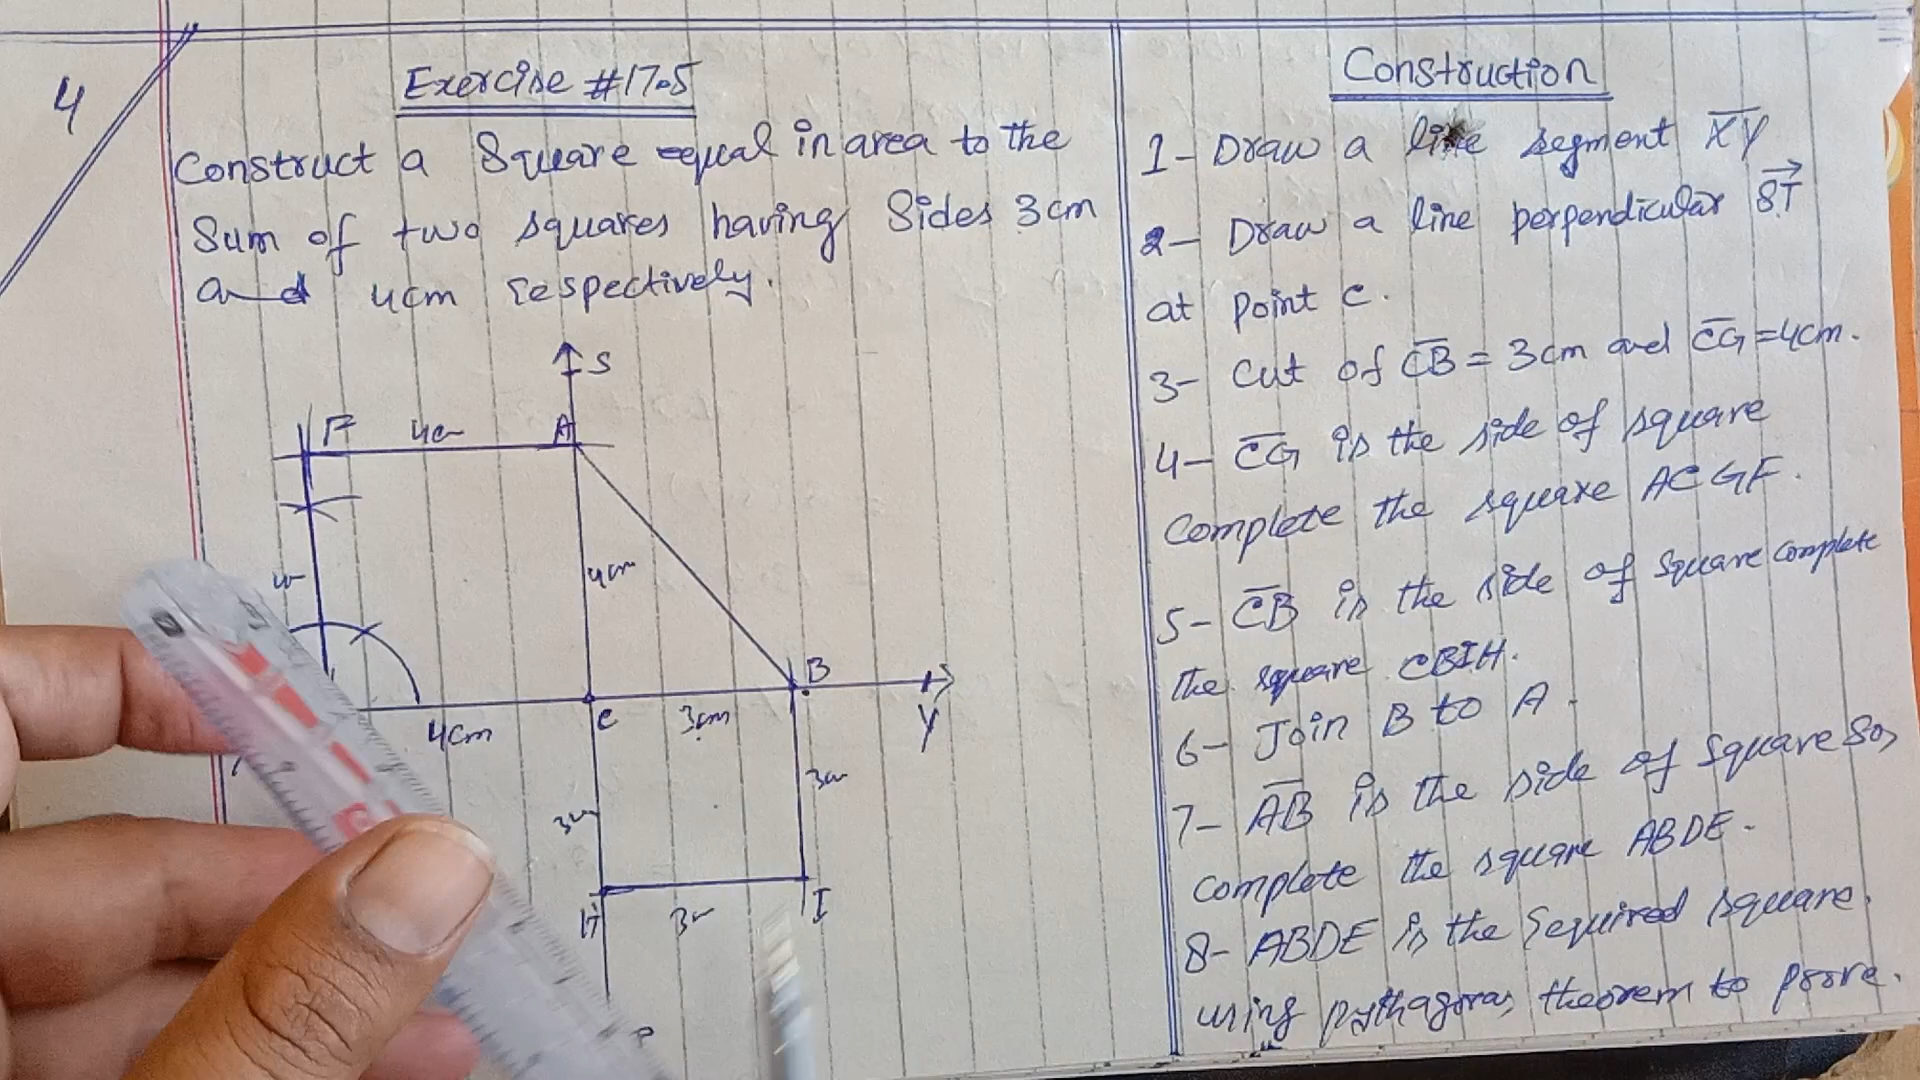 4
Exercise #17.5
Construct a Square equal in area to the
Sum of two squares having Sides 3cm
and 4cm respectively.
S
F
4c
A
4cm
B
C
4cm
3cm
Y
3cm
3cm
H
3c
I
Construction
1- Draw a line segment XY
2- Draw a line perpendicular ST
at point C.
3- Cut of CB = 3cm and CG = 4cm.
4- CG is the side of square
Complete the square ACGF.
5- CB is the side of square complete
the square CBIH.
6- Join B to A.
7- AB is the side of square So,
complete the square ABDE.
8- ABDE is the required square.
using pythagoras theorem to prove.